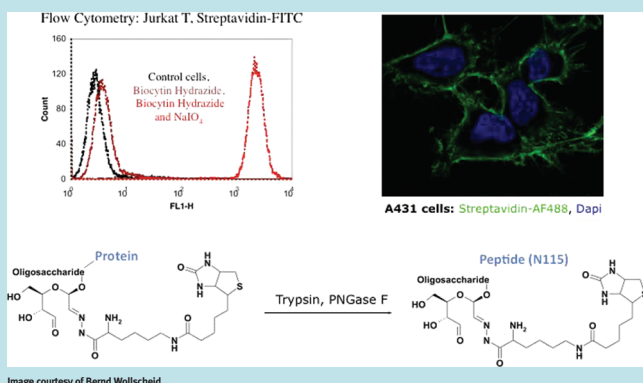 Flow Cytometry: Jurkat T, Streptavidin-FITC
160
120
80
40
0
Count
Control cells,
Biocytin Hydrazide,
Biocytin Hydrazide
and NaIO4
FL1-H
A431 cells: Streptavidin-AF488, Dapi
Protein
Oligosaccharide
O
O
O
HO
HO
O
N
N
O
NH2
N
H
O
O
H
N
N
H
S
Trypsin, PNGase F
Peptide (N115)
Oligosaccharide
O
O
O
HO
HO
O
N
N
O
NH2
N
H
O
O
H
N
N
H
S
Image courtesy of Bernd Wollscheid